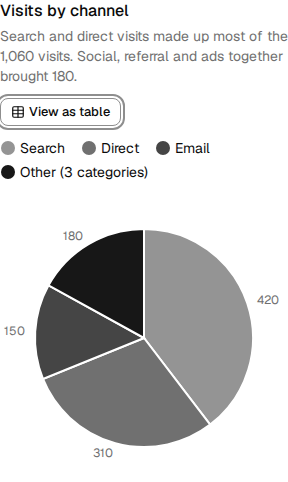 Visits by channel
Search and direct visits made up most of the
1,060 visits. Social, referral and ads together
brought 180.
View as table
Search Direct Email
Other (3 categories)
180
420
150
310